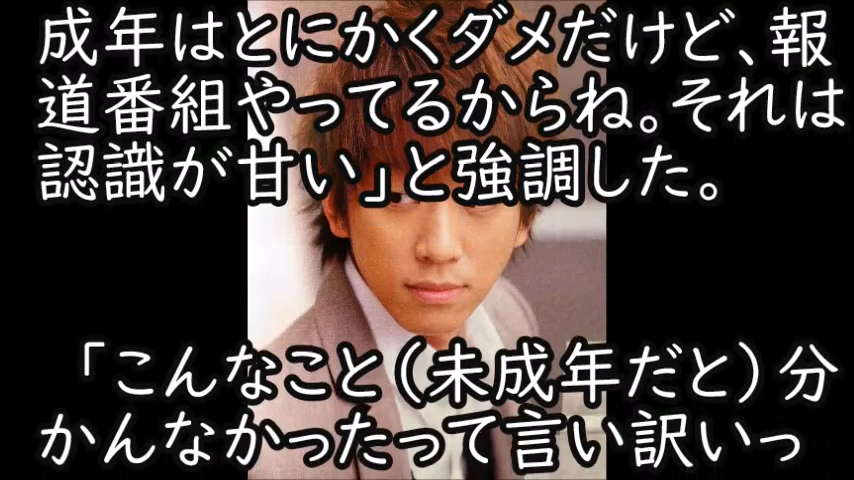 成年はとにかくダメだけど、報
道番組やってるからね。それは
認識が甘い」と強調した。
「こんなこと(未成年だと)分
かんなかったって言い訳いっ